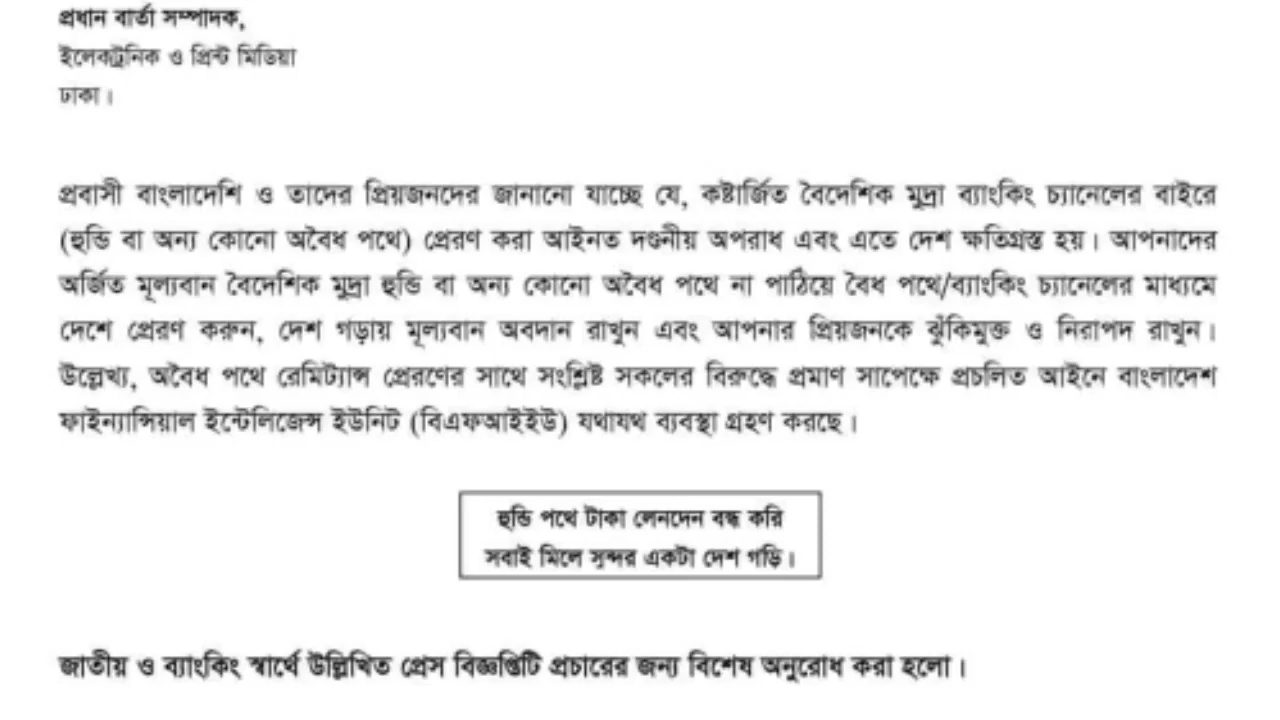 প্রধান বার্তা সম্পাদক,
ইলেকট্রনিক ও প্রিন্ট মিডিয়া
ঢাকা।
প্রবাসী বাংলাদেশি ও তাদের প্রিয়জনদের জানানো যাচ্ছে যে, কষ্টার্জিত বৈদেশিক মুদ্রা ব্যাংকিং চ্যানেলের বাইরে
(হুন্ডি বা অন্য কোনো অবৈধ পথে) প্রেরণ করা আইনত দণ্ডনীয় অপরাধ এবং এতে দেশ ক্ষতিগ্রস্ত হয়। আপনাদের
অর্জিত মূল্যবান বৈদেশিক মুদ্রা হুন্ডি বা অন্য কোনো অবৈধ পথে না পাঠিয়ে বৈধ পথে/ব্যাংকিং চ্যানেলের মাধ্যমে
দেশে প্রেরণ করুন, দেশ গড়ায় মূল্যবান অবদান রাখুন এবং আপনার প্রিয়জনকে ঝুঁকিমুক্ত ও নিরাপদ রাখুন।
উল্লেখ্য, অবৈধ পথে রেমিট্যান্স প্রেরণের সাথে সংশ্লিষ্ট সকলের বিরুদ্ধে প্রমাণ সাপেক্ষে প্রচলিত আইনে বাংলাদেশ
ফাইন্যান্সিয়াল ইন্টেলিজেন্স ইউনিট (বিএফআইইউ) যথাযথ ব্যবস্থা গ্রহণ করছে।
হুন্ডি পথে টাকা লেনদেন বন্ধ করি
সবাই মিলে সুন্দর একটা দেশ গড়ি।
জাতীয় ও ব্যাংকিং স্বার্থে উল্লিখিত প্রেস বিজ্ঞপ্তিটি প্রচারের জন্য বিশেষ অনুরোধ করা হলো।